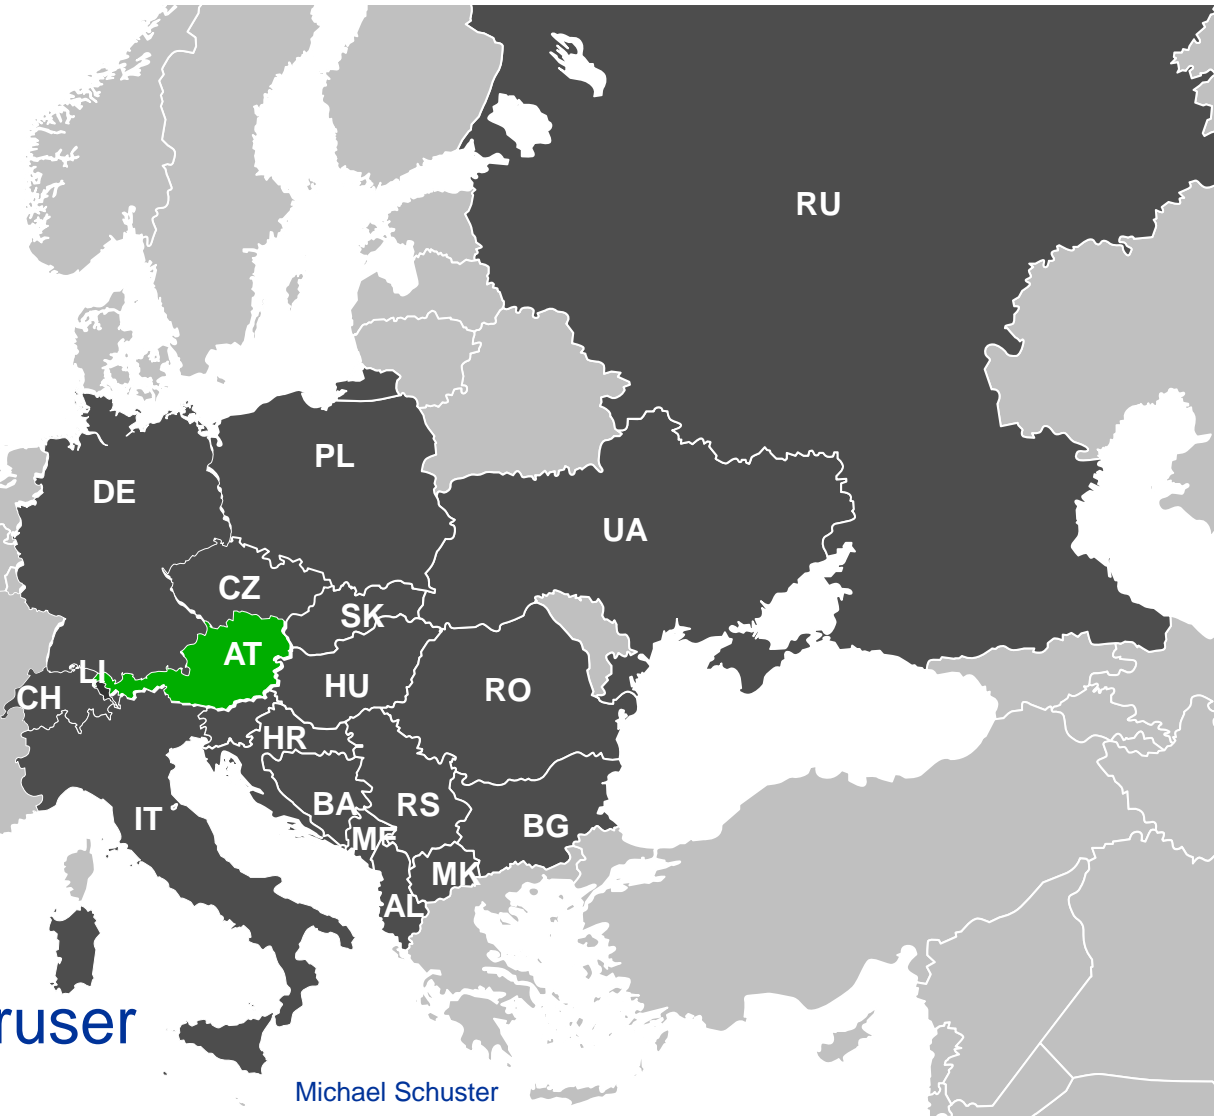 RU
PL
DE
UA
CZ
SK
AT
LI
CH
HU
RO
HR
BA
RS
IT
BG
ME
MK
AL
ruser
Michael Schuster